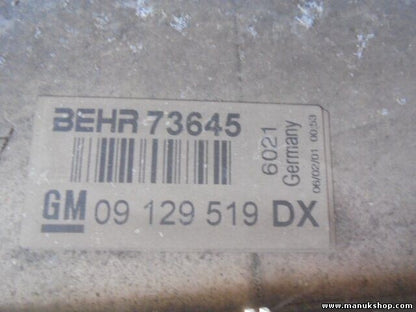 BEHR 73645
6021
Germany
06/02/01 00:53
GM 09 129 519 DX
www.manukshop.com